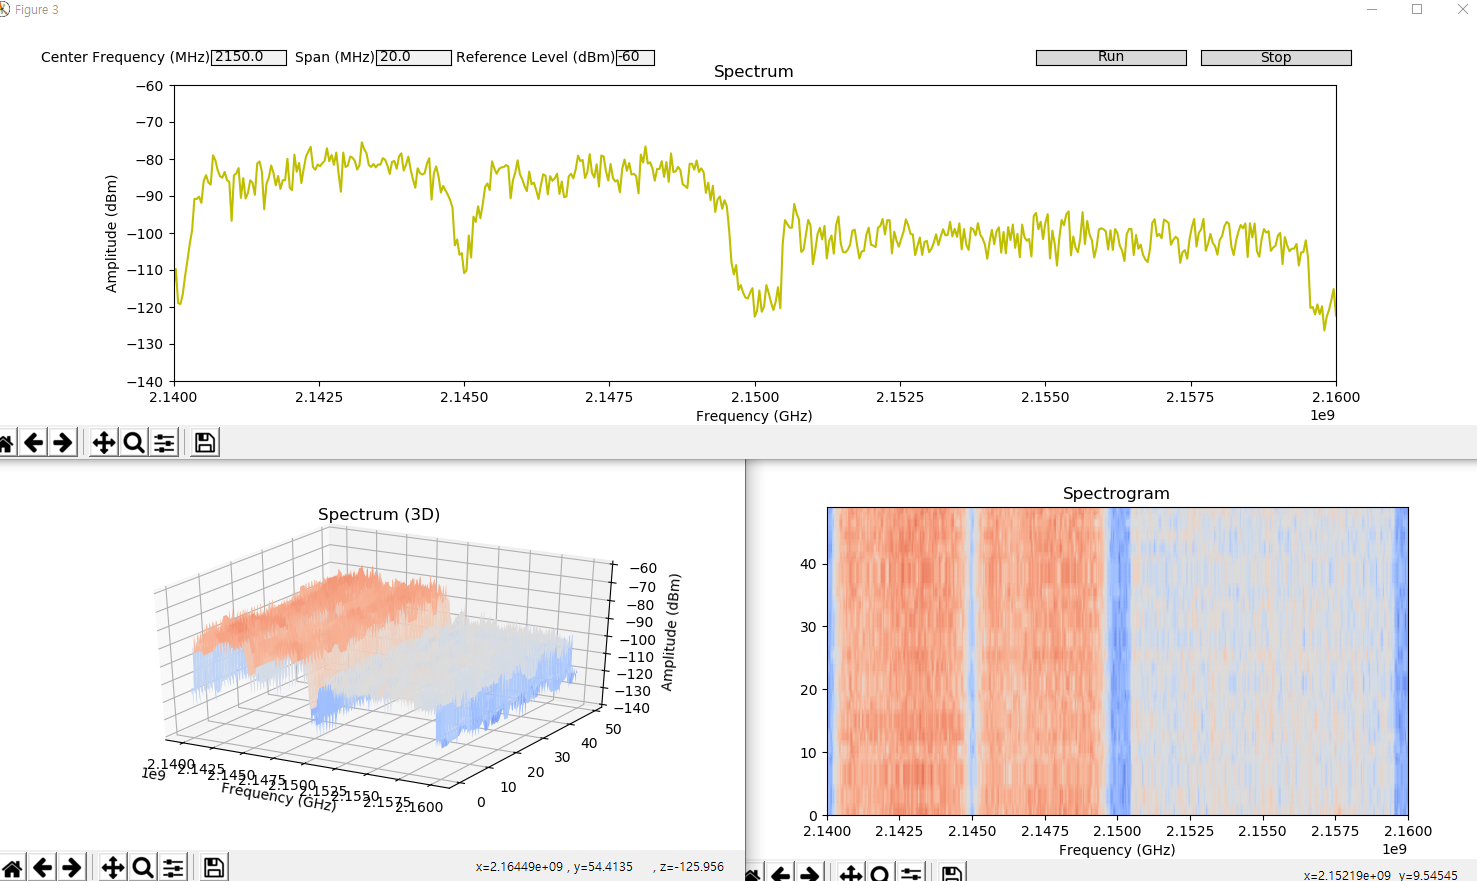 Figure 3
Center Frequency (MHz) 2150.0 Span (MHz) 20.0 Reference Level (dBm) -60 Run Stop
Spectrum
−60
−70
−80
−90
−100
−110
−120
−130
−140
Amplitude (dBm)
2.1400 2.1425 2.1450 2.1475 2.1500 2.1525 2.1550 2.1575 2.1600
Frequency (GHz) 1e9
Spectrum (3D)
−60
−70
−80
−90
−100
−110
−120
−130
−140
Amplitude (dBm)
50
40
30
20
10
0
2.1400 2.1425 2.1450 2.1475 2.1500 2.1525 2.1550 2.1575 2.1600
1e9
Frequency (GHz)
x=2.16449e+09 , y=54.4135 , z=-125.956
Spectrogram
40
30
20
10
0
2.1400 2.1425 2.1450 2.1475 2.1500 2.1525 2.1550 2.1575 2.1600
Frequency (GHz) 1e9
x=2.15219e+09 y=9.54545